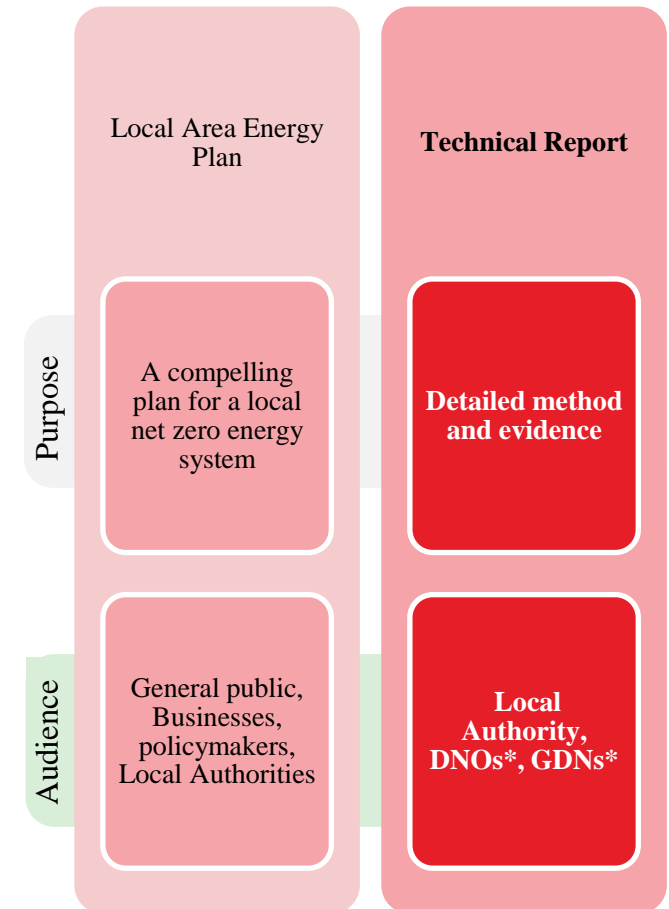 Local Area Energy
Plan
Technical Report
Purpose
A compelling
plan for a local
net zero energy
system
Detailed method
and evidence
Audience
General public,
Businesses,
policymakers,
Local Authorities
Local
Authority,
DNOs*, GDNs*